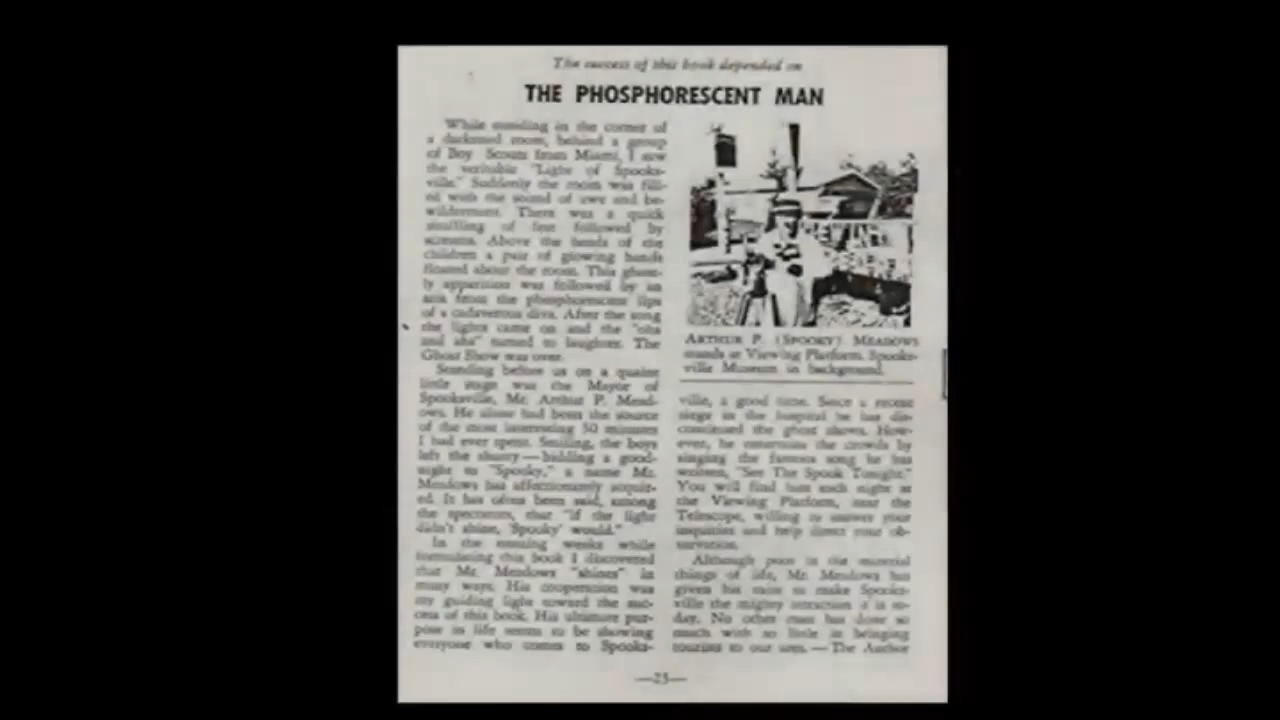 The success of this book depended on
THE PHOSPHORESCENT MAN
While standing in the corner of
a darkened room, behind a group
of Boy Scouts from Miami, I saw
the veritable "Light of Spooks-
ville." Suddenly the room was fill-
ed with the sound of awe and be-
wilderment. There was a quick
shuffling of feet followed by
screams. Above the heads of the
children a pair of glowing hands
floated about the room. This ghost-
ly apparition was followed by an
aria from the phosphorescent lips
of a cadaverous diva. After the song
the lights came on and the "ohs
and ahs" turned to laughter. The
Ghost Show was over.
Standing before us on a quaint
little stage was the Mayor of
Spooksville, Mr. Arthur P. Mead-
ows. He alone had been the source
of the most interesting 30 minutes
I had ever spent. Smiling, the boys
left the shanty — bidding a good-
night to "Spooky," a name Mr.
Meadows has affectionately acquir-
ed. It has often been said, among
the spectators, that "if the light
didn't shine, 'Spooky' would."
In the ensuing weeks while
formulating this book I discovered
that Mr. Meadows "shines" in
many ways. His cooperation was
my guiding light toward the suc-
cess of this book. His ultimate pur-
pose in life seems to be showing
everyone who comes to Spooks-
ARTHUR P. (SPOOKY) MEADOWS
stands at Viewing Platform. Spooks-
ville Museum in background.
ville, a good time. Since a recent
siege in the hospital he has dis-
continued the ghost shows. How-
ever, he entertains the crowds by
singing the famous song he has
written, "See The Spook Tonight."
You will find him each night at
the Viewing Platform, near the
Telescope, willing to answer your
inquiries and help direct your ob-
servation.
Although poor in the material
things of life, Mr. Meadows has
given his to make Spooks-
ville the mighty attraction it is to-
day. No other man has done so
much with so little in bringing
tourists to our area. — The Author
—25—